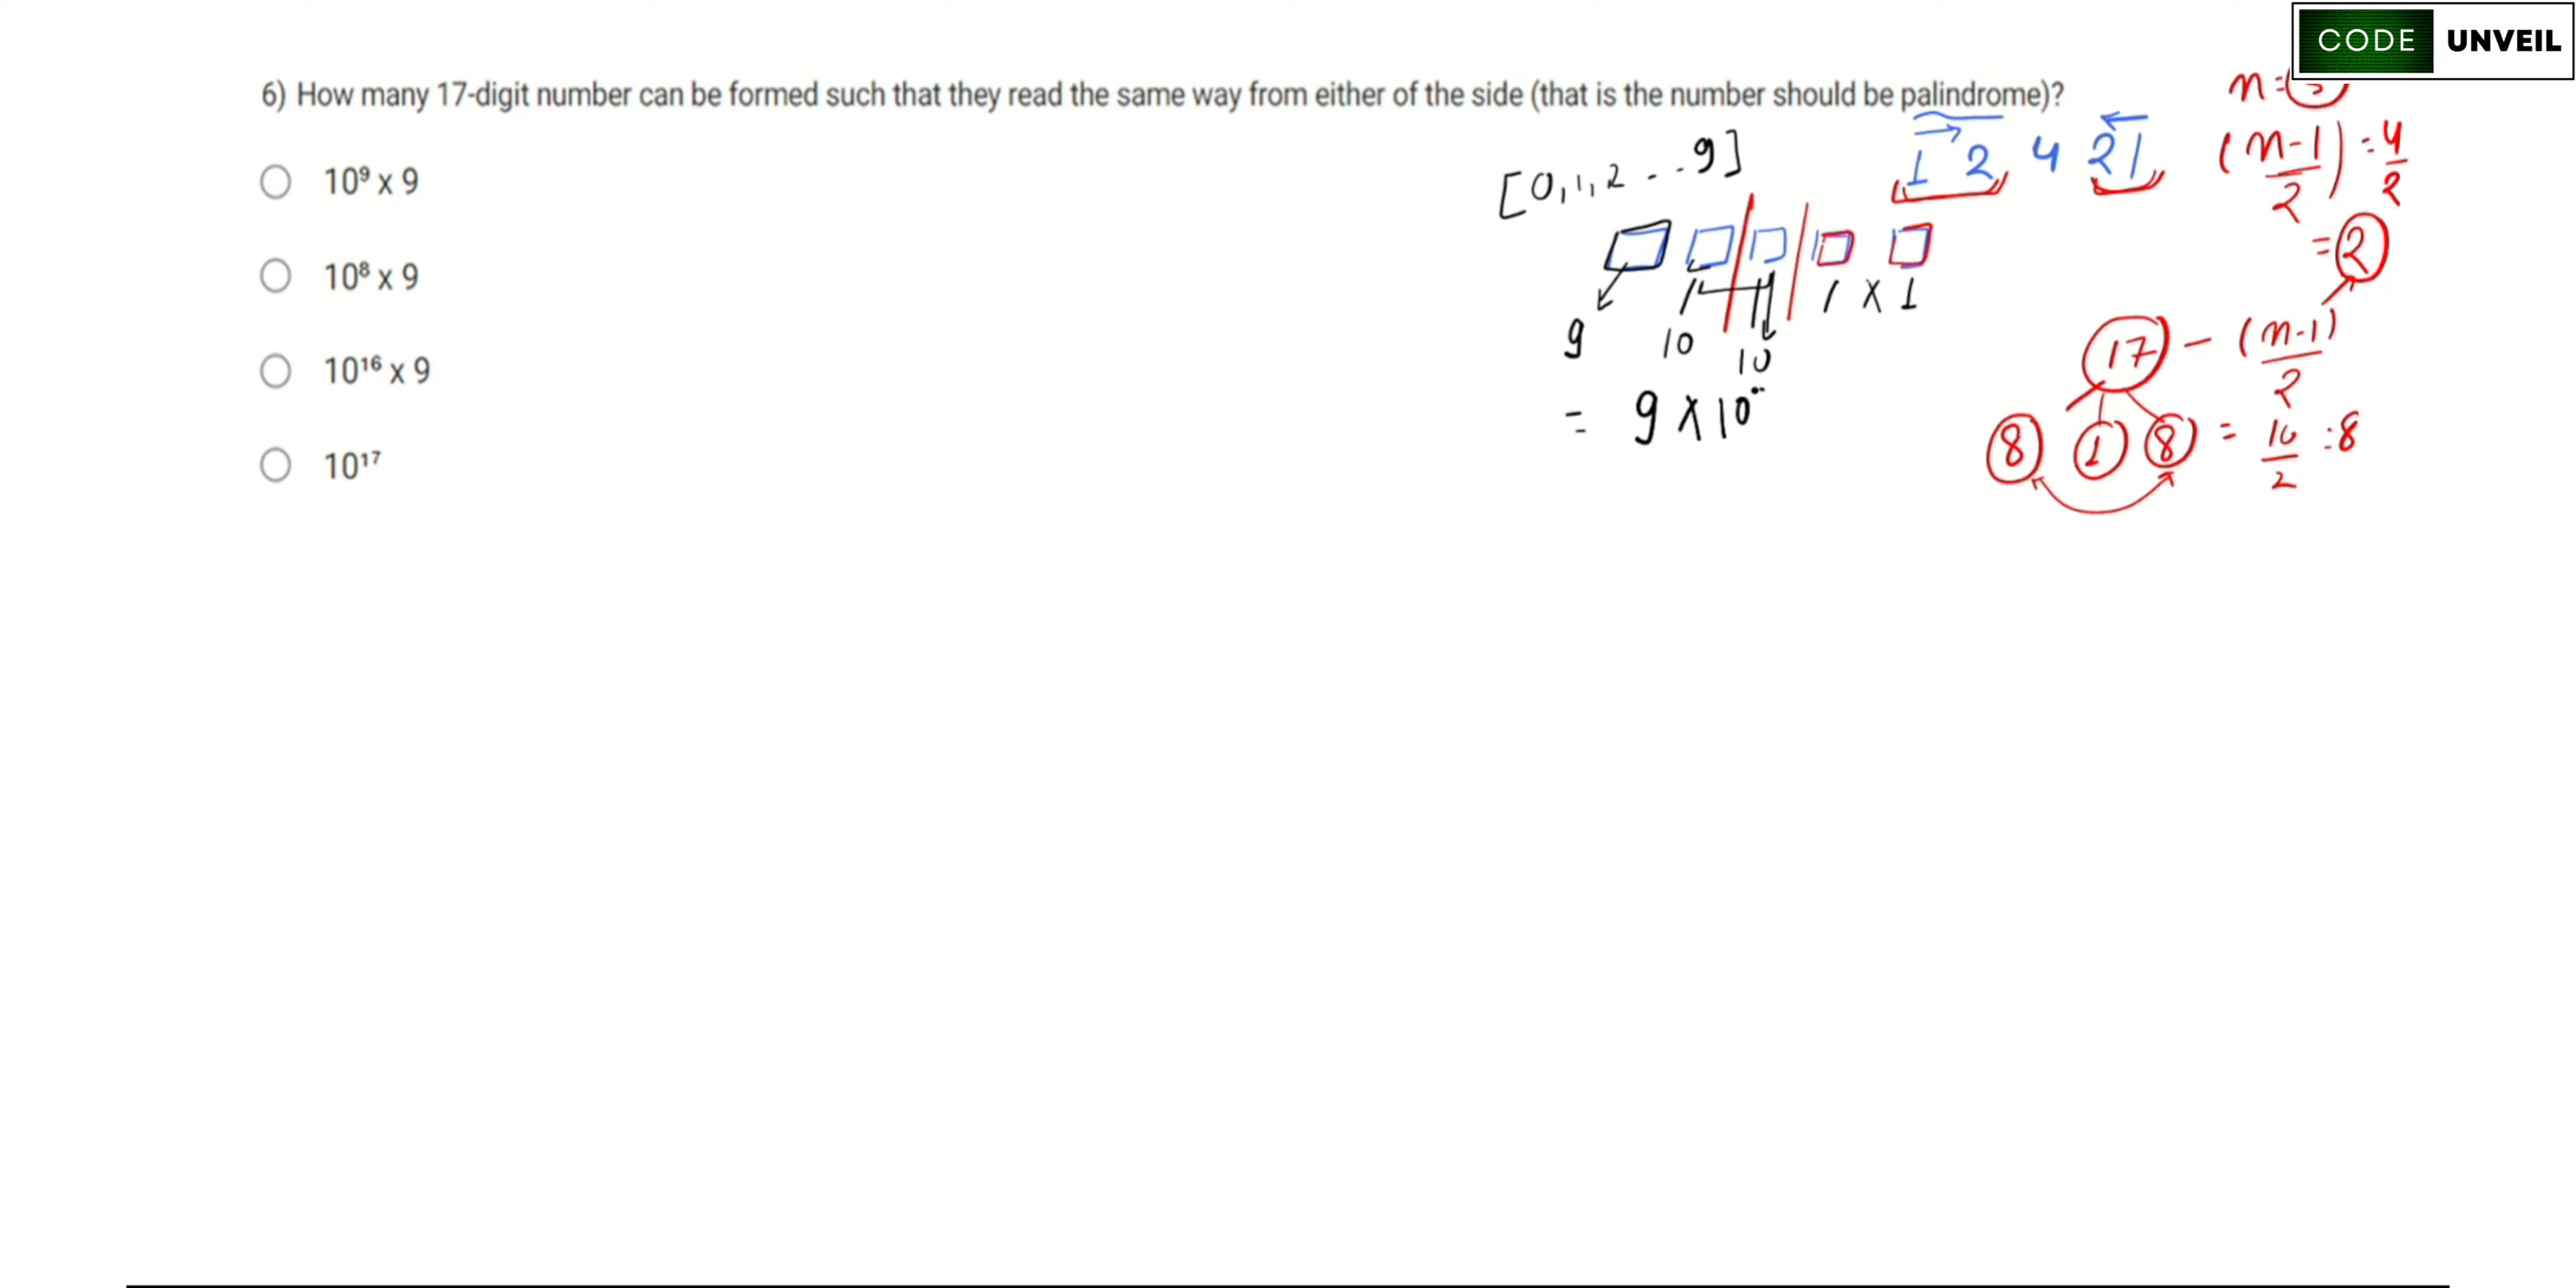 CODE UNVEIL
6) How many 17-digit number can be formed such that they read the same way from either of the side (that is the number should be palindrome)?
10⁹ x 9
10⁸ x 9
10¹⁶ x 9
10¹⁷
[0, 1, 2 - - 9]
9 10 10 1 x 1
= 9 x 10
1 2 4 2 1
n =
(n-1/2) = 4/2
= 2
17 - (n-1)/2
8 1 8 = 16/2 = 8